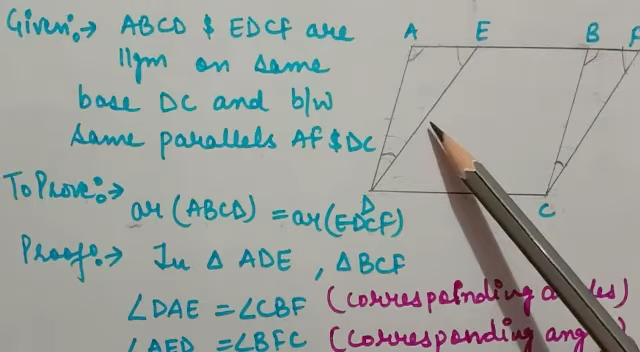 Given:→ ABCD & EDCF are
||gm on same
base DC and b/w
same parallels AF & DC
To Prove:→
ar (ABCD) = ar(EDCF)
Proof:→ In Δ ADE , Δ BCF
∠DAE = ∠CBF (corresponding angles)
∠AED = ∠BFC (corresponding
A E B F
D C